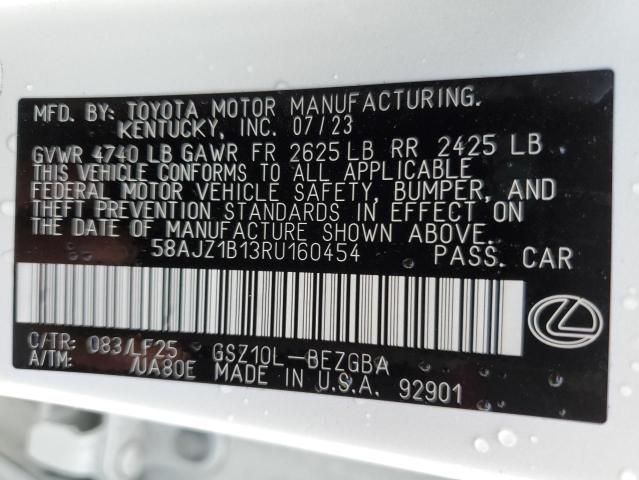 MFD. BY: TOYOTA MOTOR MANUFACTURING.
KENTUCKY, INC. 07/23
GVWR 4740 LB GAWR FR 2625 LB RR 2425 LB
THIS VEHICLE CONFORMS TO ALL APPLICABLE
FEDERAL MOTOR VEHICLE SAFETY, BUMPER, AND
THEFT PREVENTION STANDARDS IN EFFECT ON
THE DATE OF MANUFACTURE SHOWN ABOVE.
58AJZ1B13RU160454 PASS. CAR
C/TR: 083/LF25 GSZ10L-BEZGBA
A/TM: /UA80E MADE IN U.S.A. 92901